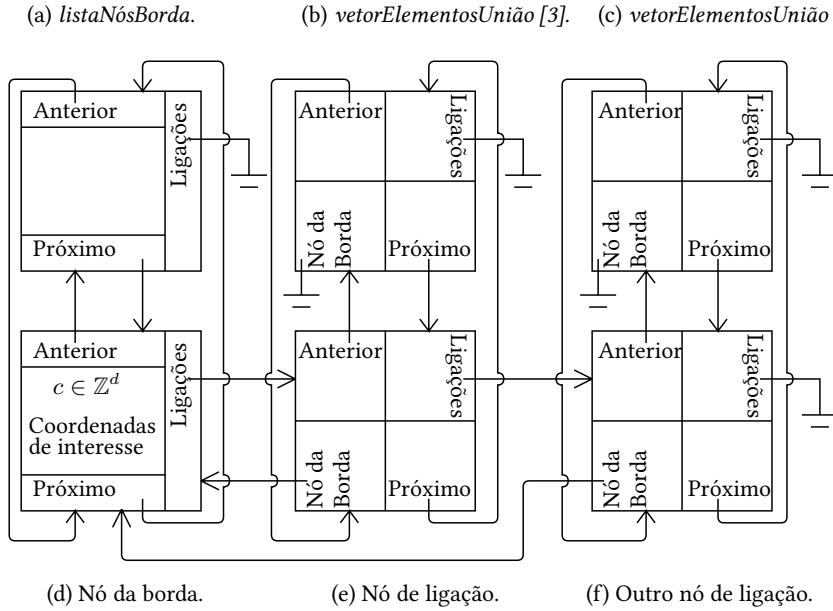 (a) listaNósBorda.
(b) vetorElementosUnião [3].
(c) vetorElementosUnião
Anterior
Ligações
Próximo
Anterior
Ligações
Nó da
Borda
Próximo
Anterior
Ligações
Nó da
Borda
Próximo
Anterior
Ligações
c ∈ ℤᵈ
Coordenadas
de interesse
Próximo
Anterior
Ligações
Nó da
Borda
Próximo
Anterior
Ligações
Nó da
Borda
Próximo
(d) Nó da borda.
(e) Nó de ligação.
(f) Outro nó de ligação.